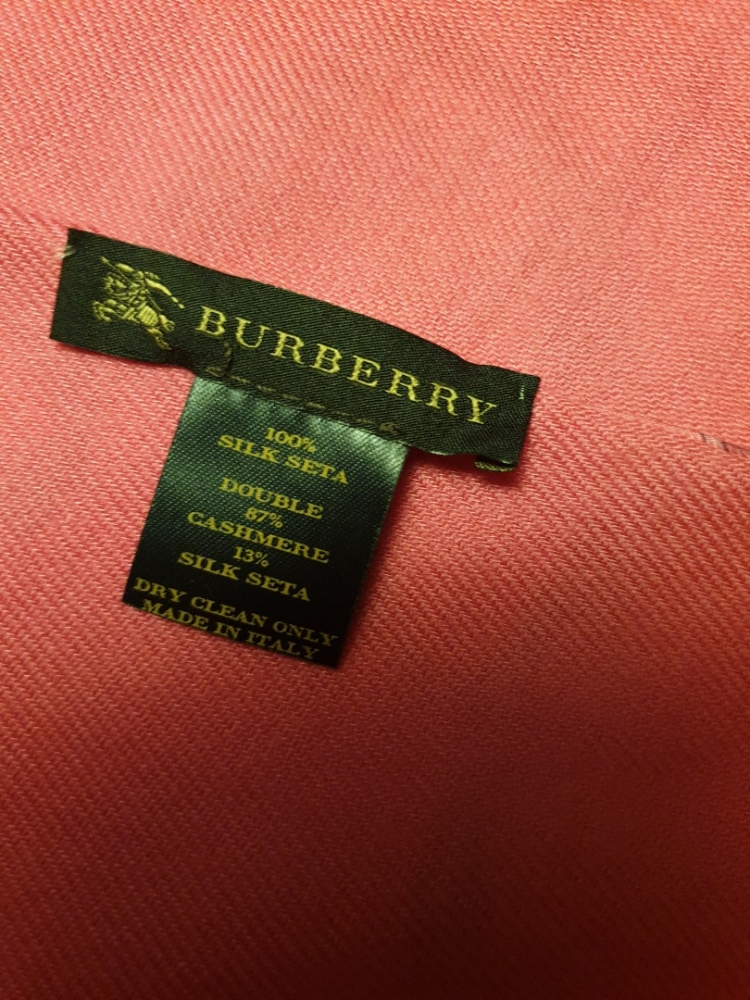 BURBERRY
100%
SILK SETA
DOUBLE
87%
CASHMERE
13%
SILK SETA
DRY CLEAN ONLY
MADE IN ITALY